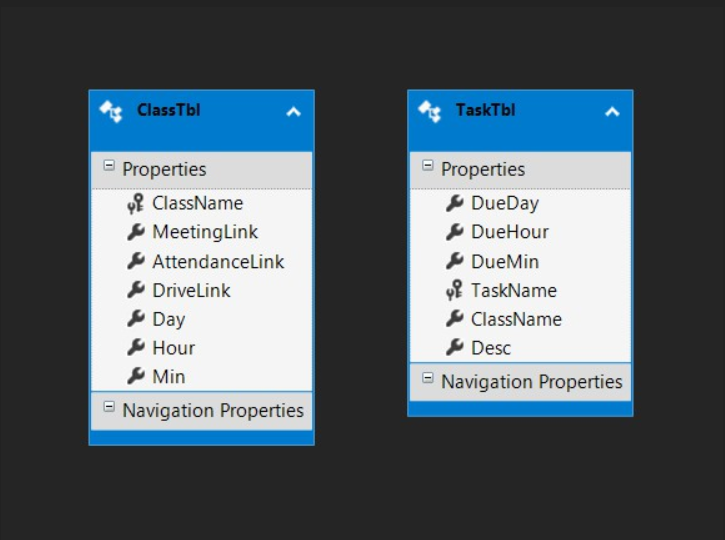 ClassTbl
Properties
ClassName
MeetingLink
AttendanceLink
DriveLink
Day
Hour
Min
Navigation Properties
TaskTbl
Properties
DueDay
DueHour
DueMin
TaskName
ClassName
Desc
Navigation Properties